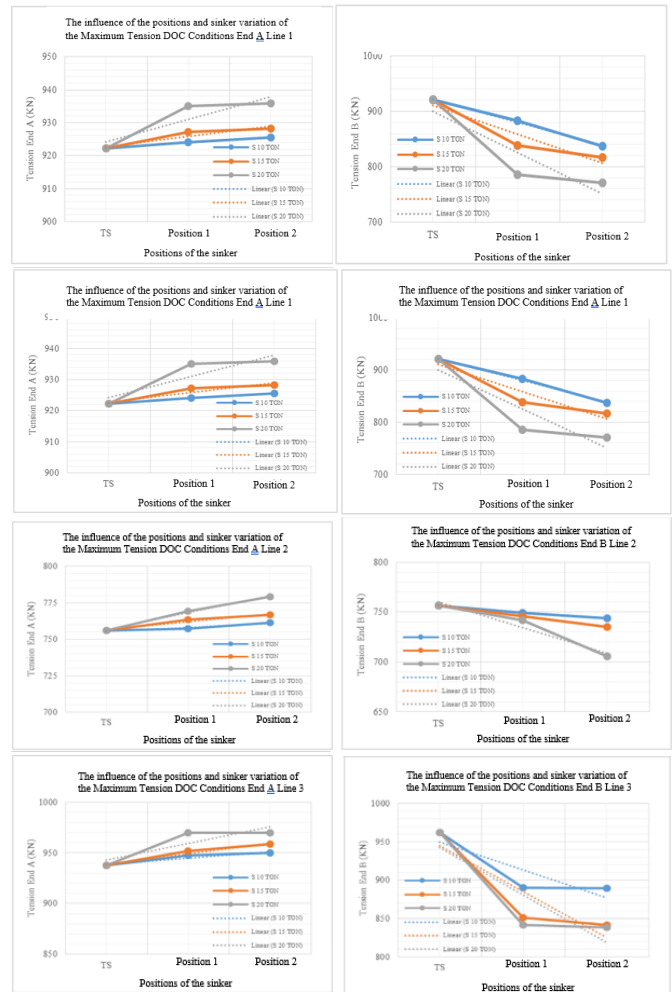 The influence of the positions and sinker variation of
the Maximum Tension DOC Conditions End A Line 1
950
940
930
920
910
900
Tension End A (KN)
S 10 TON
S 15 TON
S 20 TON
Linear (S 10 TON)
Linear (S 15 TON)
Linear (S 20 TON)
TS
Position 1
Position 2
Positions of the sinker
1000
900
800
700
Tension End B (KN)
S 10 TON
S 15 TON
S 20 TON
Linear (S 10 TON)
Linear (S 15 TON)
Linear (S 20 TON)
TS
Position 1
Position 2
Positions of the sinker
The influence of the positions and sinker variation of
the Maximum Tension DOC Conditions End A Line 1
940
930
920
910
900
Tension End A (KN)
S 10 TON
S 15 TON
S 20 TON
Linear (S 10 TON)
Linear (S 15 TON)
Linear (S 20 TON)
TS
Position 1
Position 2
Positions of the sinker
The influence of the positions and sinker variation of
the Maximum Tension DOC Conditions End A Line 1
900
800
700
Tension End B (KN)
S 10 TON
S 15 TON
S 20 TON
Linear (S 10 TON)
Linear (S 15 TON)
Linear (S 20 TON)
TS
Position 1
Position 2
Positions of the sinker
The influence of the positions and sinker variation of
the Maximum Tension DOC Conditions End A Line 2
800
775
750
725
700
Tension End A (KN)
S 10 TON
S 15 TON
S 20 TON
Linear (S 10 TON)
Linear (S 15 TON)
Linear (S 20 TON)
TS
Position 1
Position 2
Positions of the sinker
The influence of the positions and sinker variation of
the Maximum Tension DOC Conditions End B Line 2
800
750
700
650
Tension End B (KN)
S 10 TON
S 15 TON
S 20 TON
Linear (S 10 TON)
Linear (S 15 TON)
Linear (S 20 TON)
TS
Position 1
Position 2
Positions of the sinker
The influence of the positions and sinker variation of
the Maximum Tension DOC Conditions End A Line 3
1000
950
900
850
Tension End A (KN)
S 10 TON
S 15 TON
S 20 TON
Linear (S 10 TON)
Linear (S 15 TON)
Linear (S 20 TON)
TS
Position 1
Position 2
Positions of the sinker
The influence of the positions and sinker variation of
the Maximum Tension DOC Conditions End B Line 3
1000
950
900
850
800
Tension End B (KN)
S 10 TON
S 15 TON
S 20 TON
Linear (S 10 TON)
Linear (S 15 TON)
Linear (S 20 TON)
TS
Position 1
Position 2
Positions of the sinker